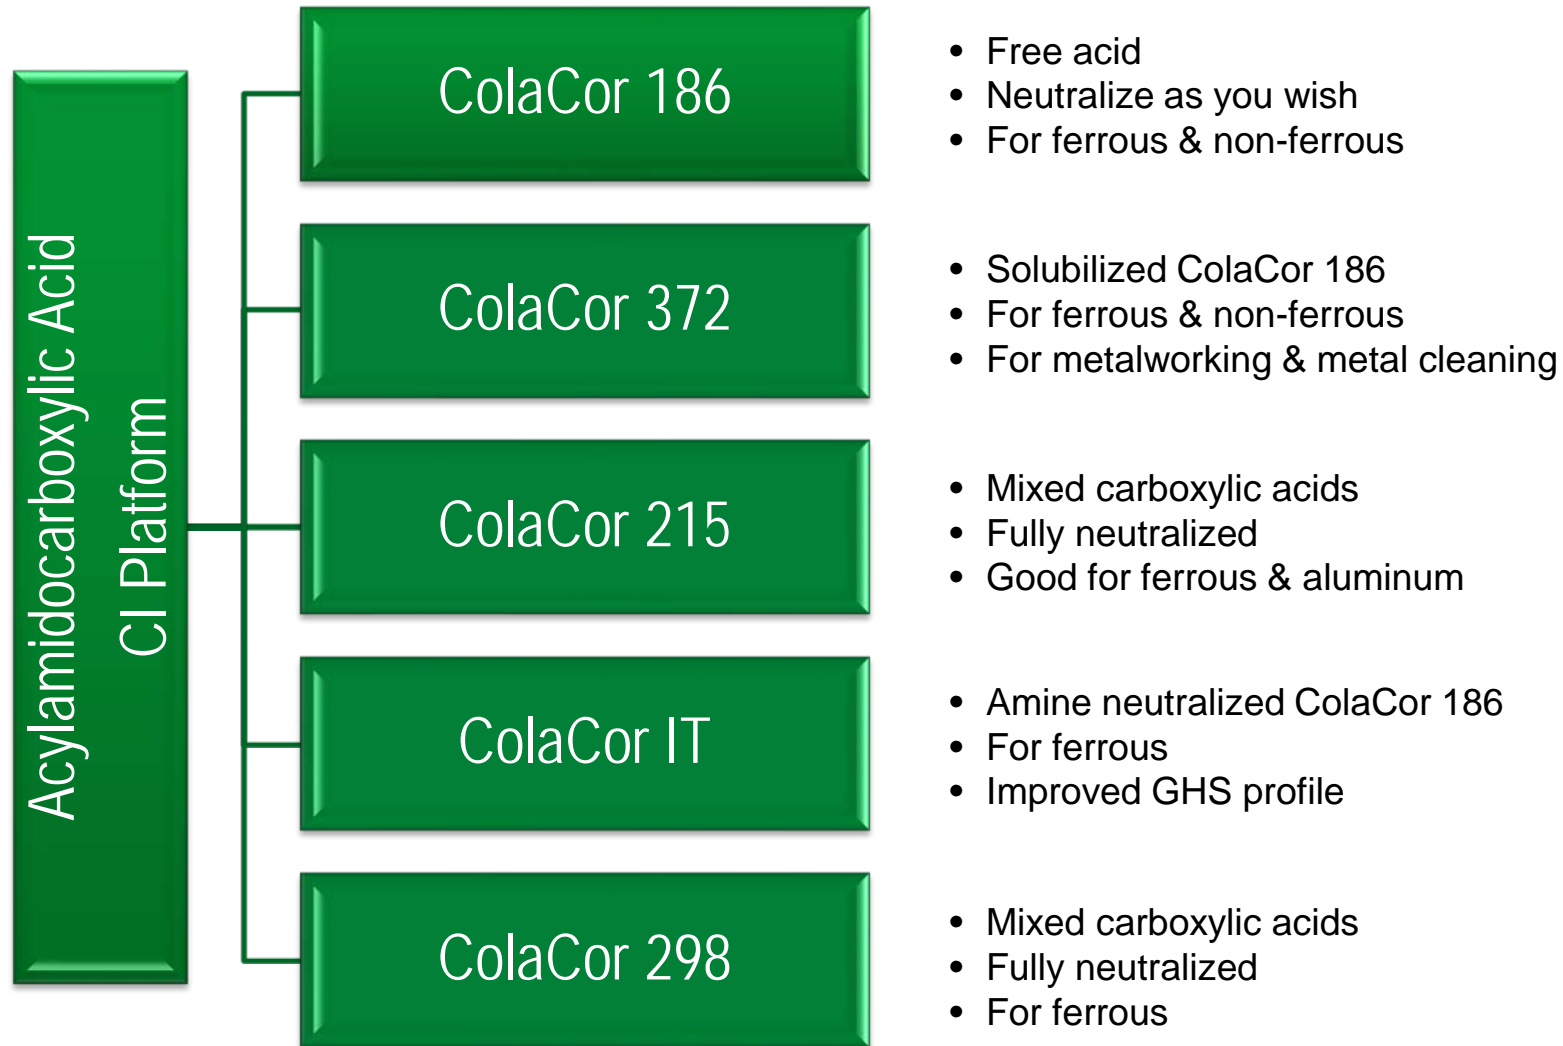 Acylamidocarboxylic Acid
CI Platform
ColaCor 186
• Free acid
• Neutralize as you wish
• For ferrous & non-ferrous
ColaCor 372
• Solubilized ColaCor 186
• For ferrous & non-ferrous
• For metalworking & metal cleaning
ColaCor 215
• Mixed carboxylic acids
• Fully neutralized
• Good for ferrous & aluminum
ColaCor IT
• Amine neutralized ColaCor 186
• For ferrous
• Improved GHS profile
ColaCor 298
• Mixed carboxylic acids
• Fully neutralized
• For ferrous